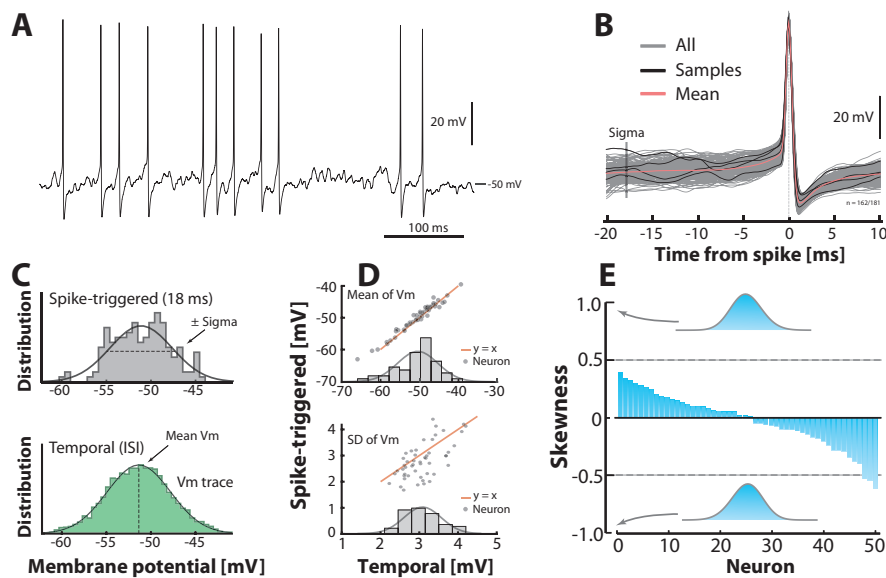 A
20 mV
-50 mV
100 ms
B
All
Samples
Mean
20 mV
Sigma
n = 162/181
-20 -15 -10 -5 0 5 10
Time from spike [ms]
C
Distribution
Spike-triggered (18 ms)
± Sigma
-60 -55 -50 -45
Distribution
Temporal (ISI)
Mean Vm
Vm trace
-60 -55 -50 -45
Membrane potential [mV]
D
Spike-triggered [mV]
-40
-50
-60
-70
Mean of Vm
y = x
Neuron
-70 -60 -50 -40 -30
4
3
2
1
SD of Vm
y = x
Neuron
1 2 3 4 5
Temporal [mV]
E
Skewness
1.0
0.5
0
-0.5
-1.0
0 10 20 30 40 50
Neuron